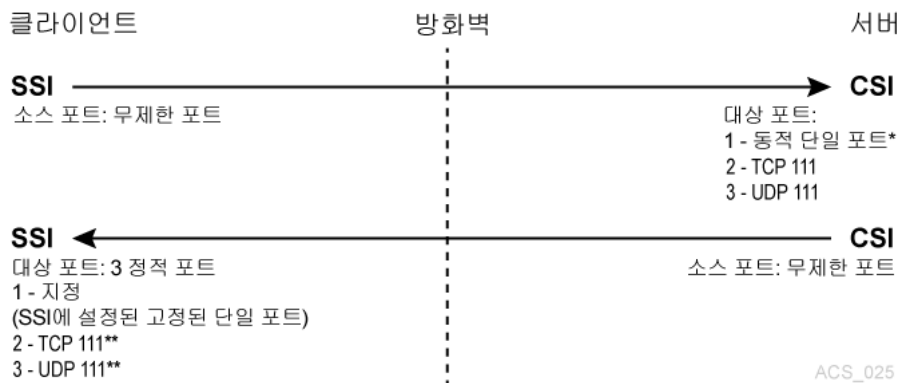 클라이언트
방화벽
서버
SSI
CSI
소스 포트: 무제한 포트
대상 포트:
1 - 동적 단일 포트*
2 - TCP 111
3 - UDP 111
SSI
CSI
대상 포트: 3 정적 포트
1 - 지정
(SSI에 설정된 고정된 단일 포트)
2 - TCP 111**
3 - UDP 111**
소스 포트: 무제한 포트
ACS_025